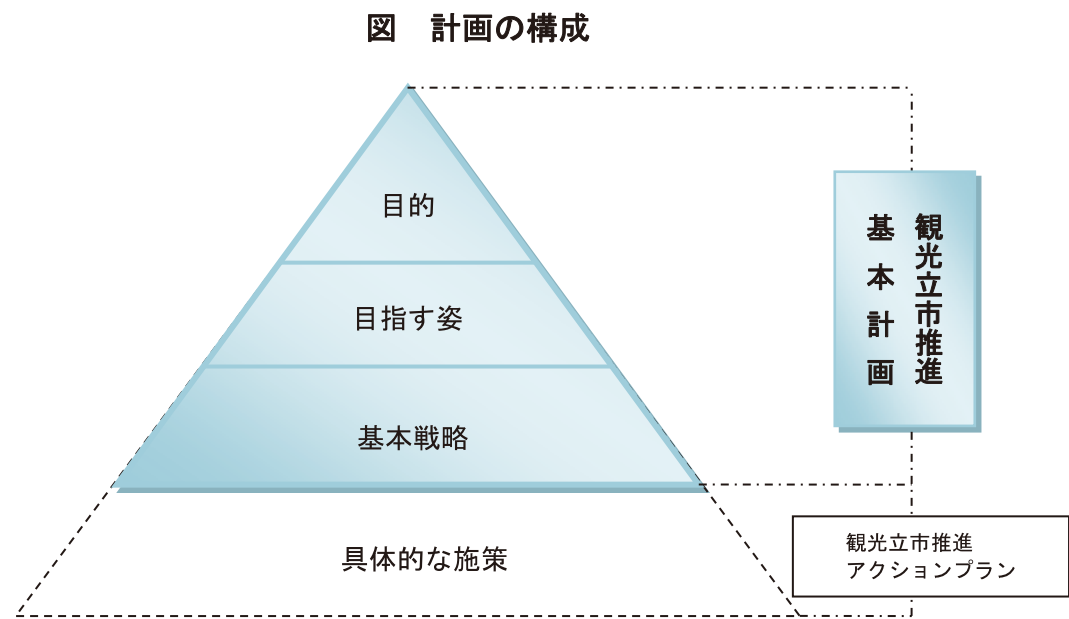 図　計画の構成
目的
目指す姿
基本戦略
具体的な施策
観光立市推進
基本計画
観光立市推進
アクションプラン